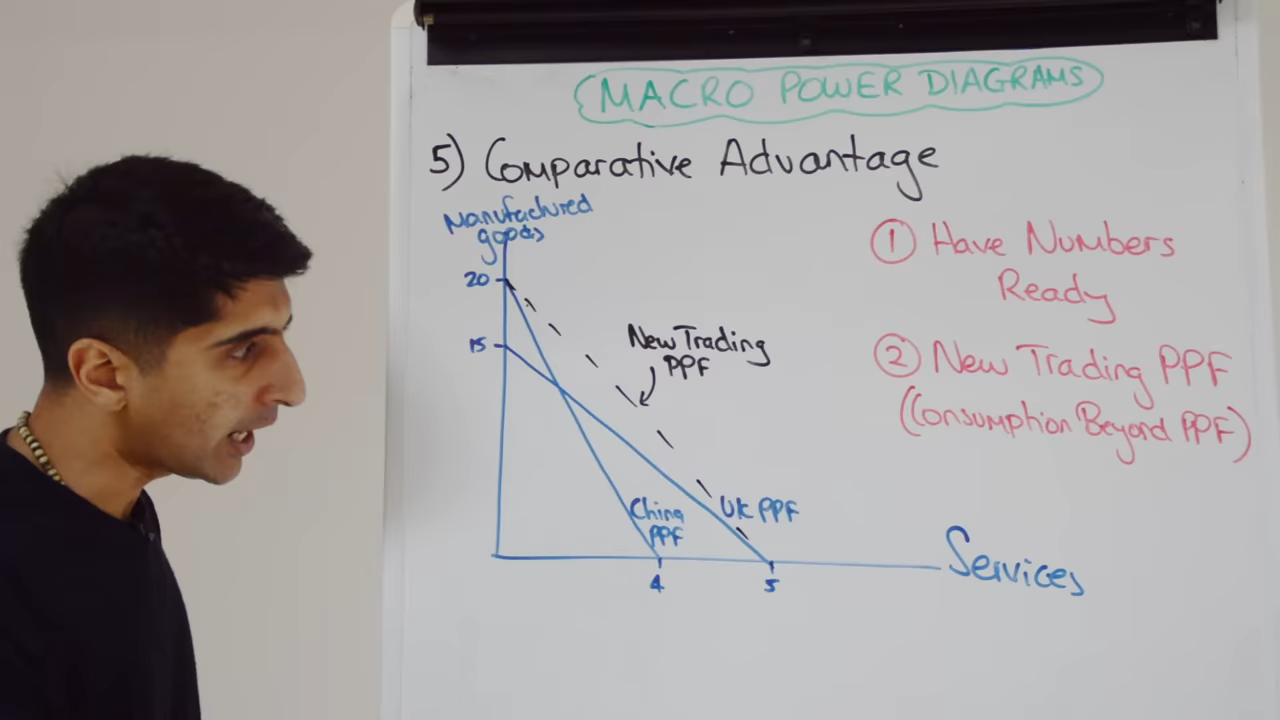 MACRO POWER DIAGRAMS
5) Comparative Advantage
Manufactured
goods
20
15
New Trading
PPF
China
PPF
UK PPF
4
5
Services
① Have Numbers
Ready
② New Trading PPF
(Consumption Beyond PPF)